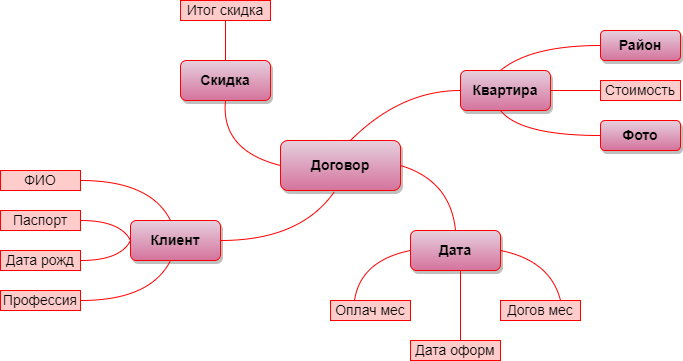 Итог скидка
Скидка
Район
Квартира
Стоимость
Фото
Договор
ФИО
Паспорт
Клиент
Дата рожд
Профессия
Дата
Оплач мес
Догов мес
Дата оформ